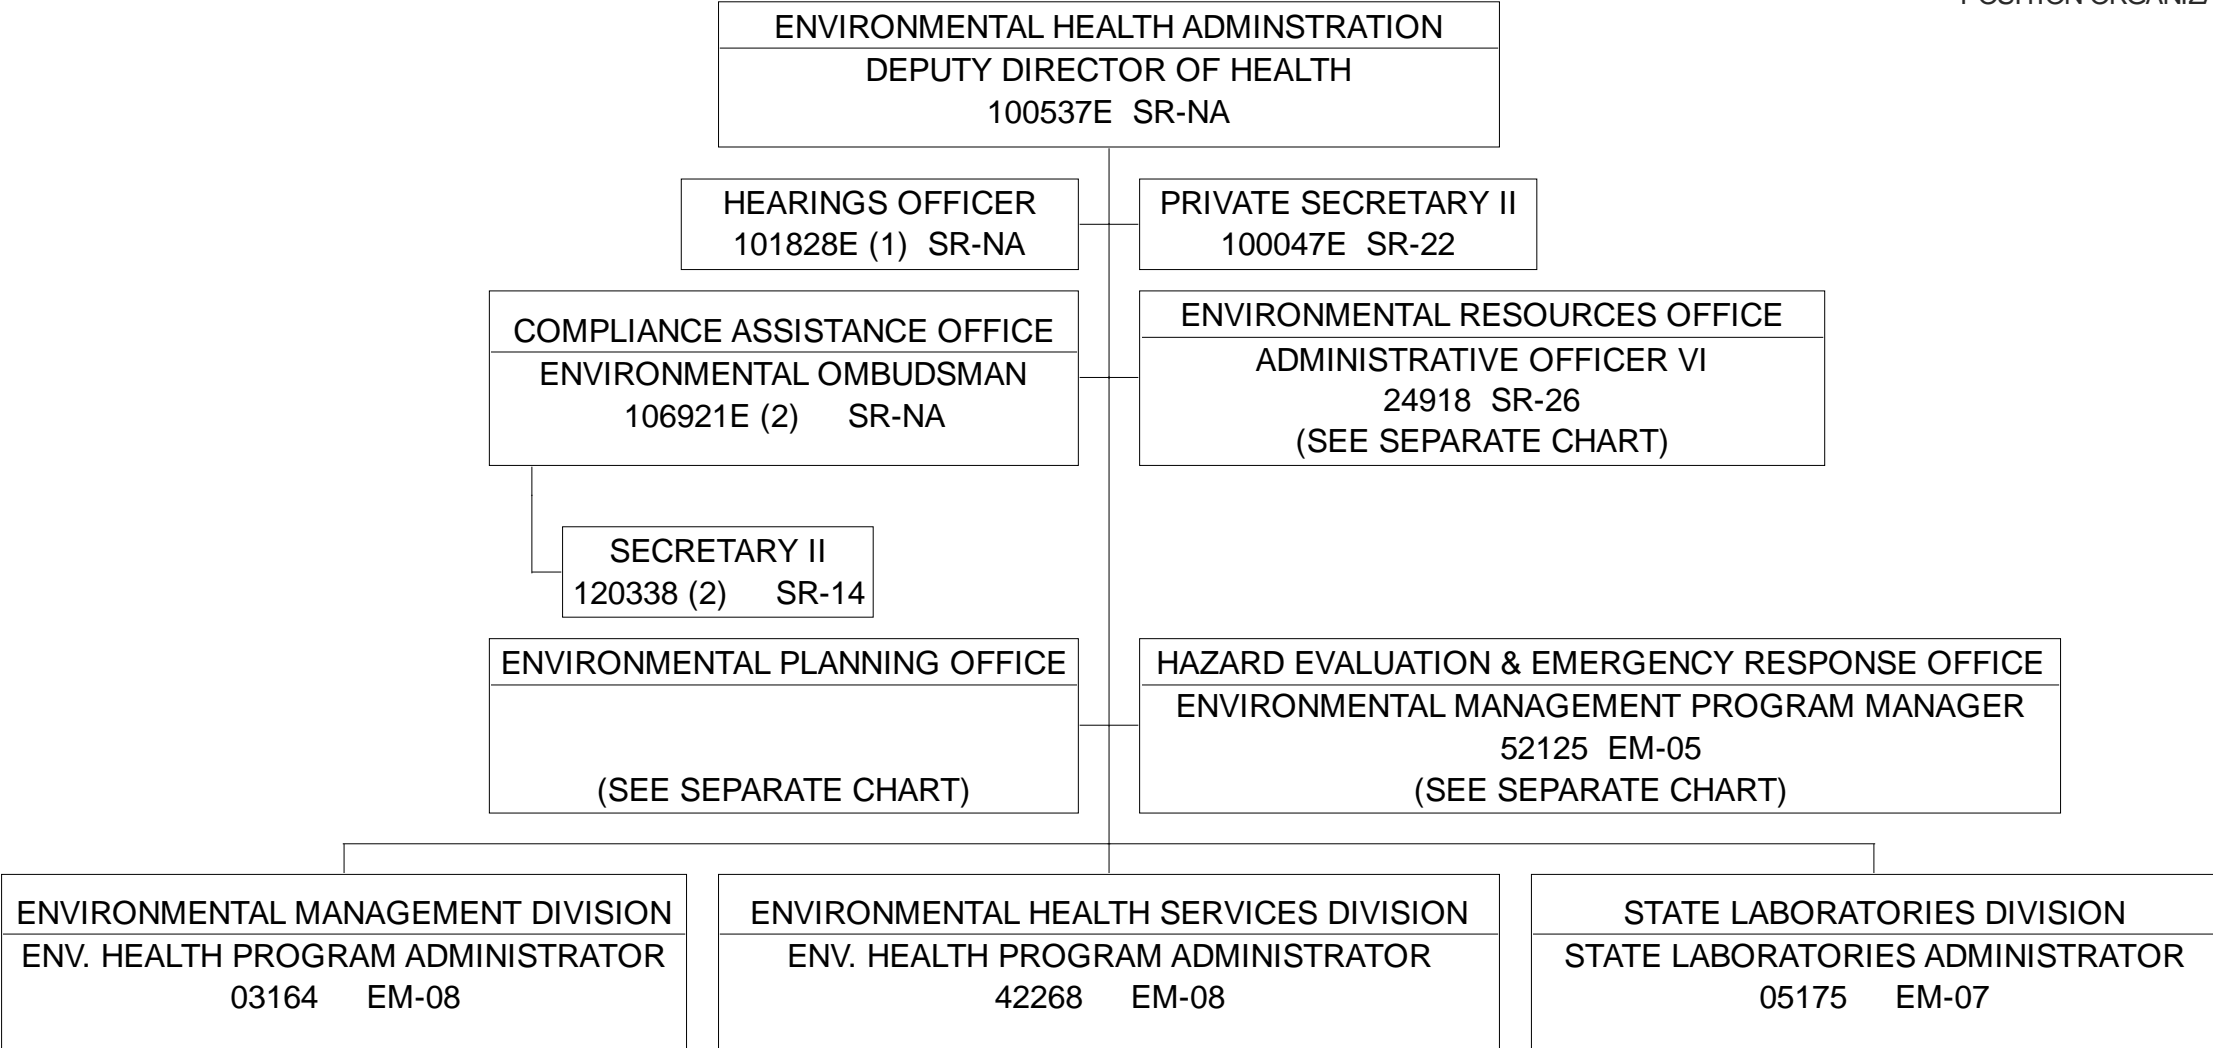 ENVIRONMENTAL HEALTH ADMINSTRATION
DEPUTY DIRECTOR OF HEALTH
100537E SR-NA
HEARINGS OFFICER
101828E (1) SR-NA
PRIVATE SECRETARY II
100047E SR-22
COMPLIANCE ASSISTANCE OFFICE
ENVIRONMENTAL OMBUDSMAN
106921E (2) SR-NA
ENVIRONMENTAL RESOURCES OFFICE
ADMINISTRATIVE OFFICER VI
24918 SR-26
(SEE SEPARATE CHART)
SECRETARY II
120338 (2) SR-14
ENVIRONMENTAL PLANNING OFFICE
(SEE SEPARATE CHART)
HAZARD EVALUATION & EMERGENCY RESPONSE OFFICE
ENVIRONMENTAL MANAGEMENT PROGRAM MANAGER
52125 EM-05
(SEE SEPARATE CHART)
ENVIRONMENTAL MANAGEMENT DIVISION
ENV. HEALTH PROGRAM ADMINISTRATOR
03164 EM-08
ENVIRONMENTAL HEALTH SERVICES DIVISION
ENV. HEALTH PROGRAM ADMINISTRATOR
42268 EM-08
STATE LABORATORIES DIVISION
STATE LABORATORIES ADMINISTRATOR
05175 EM-07